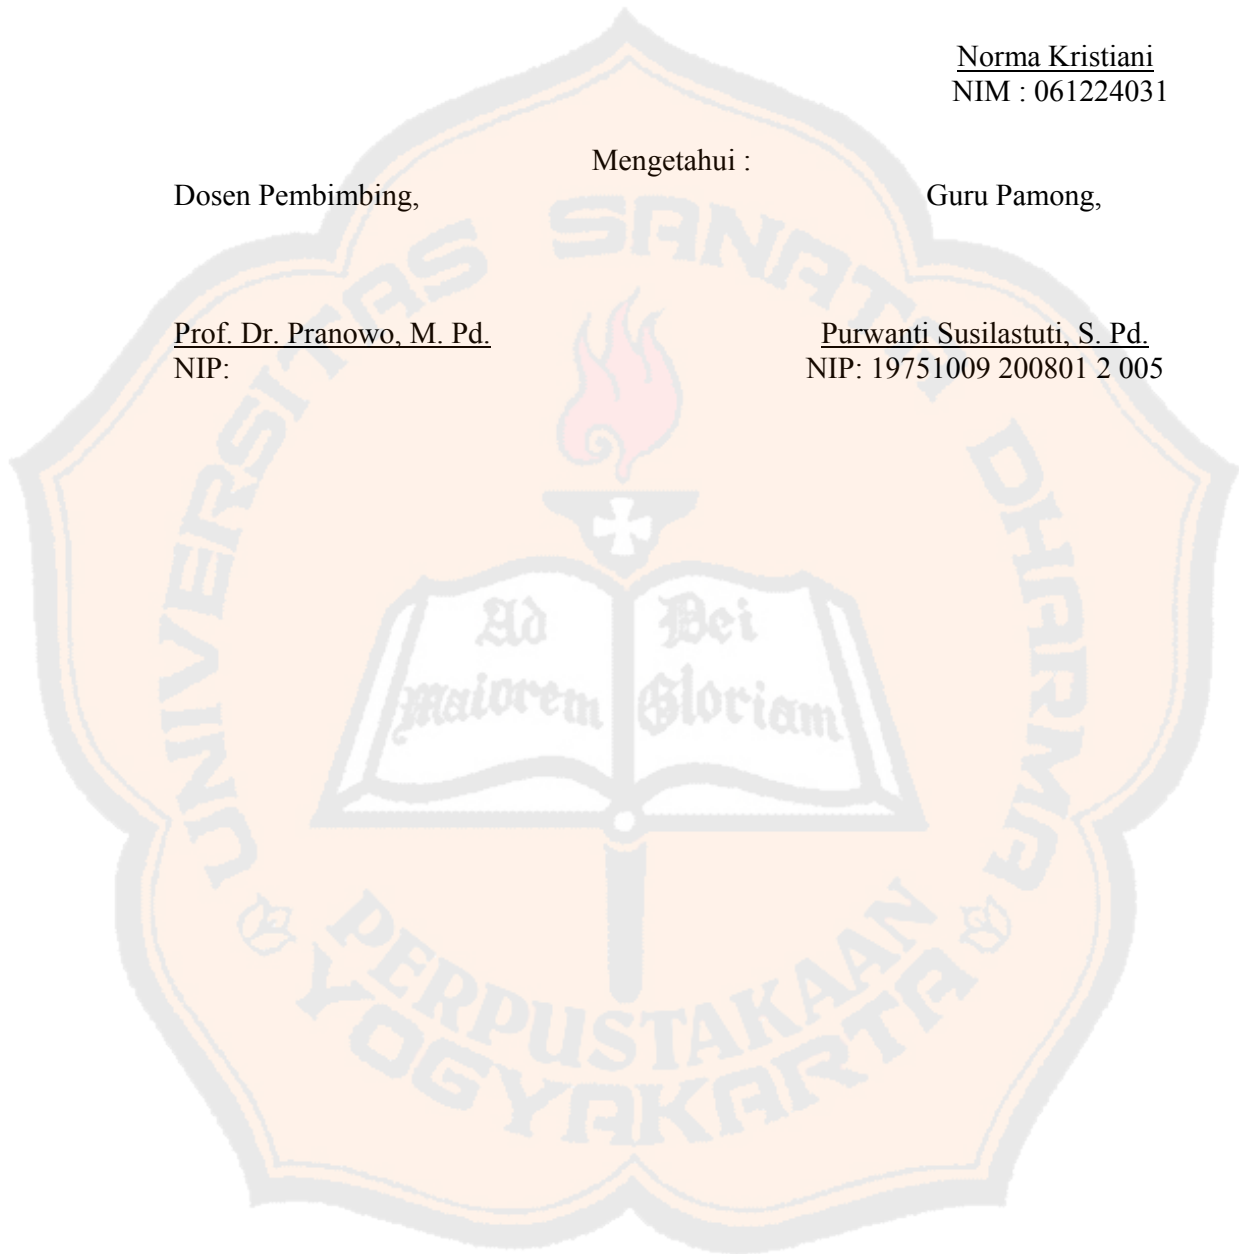 Norma Kristiani
NIM : 061224031
Mengetahui :
Dosen Pembimbing,
Guru Pamong,
Prof. Dr. Pranowo, M. Pd.
Purwanti Susilastuti, S. Pd.
NIP:
NIP: 19751009 200801 2 005
UNIVERSITAS SANATA DHARMA
Ad
Dei
maiorem
Gloriam
PERPUSTAKAAN
YOGYAKARTA